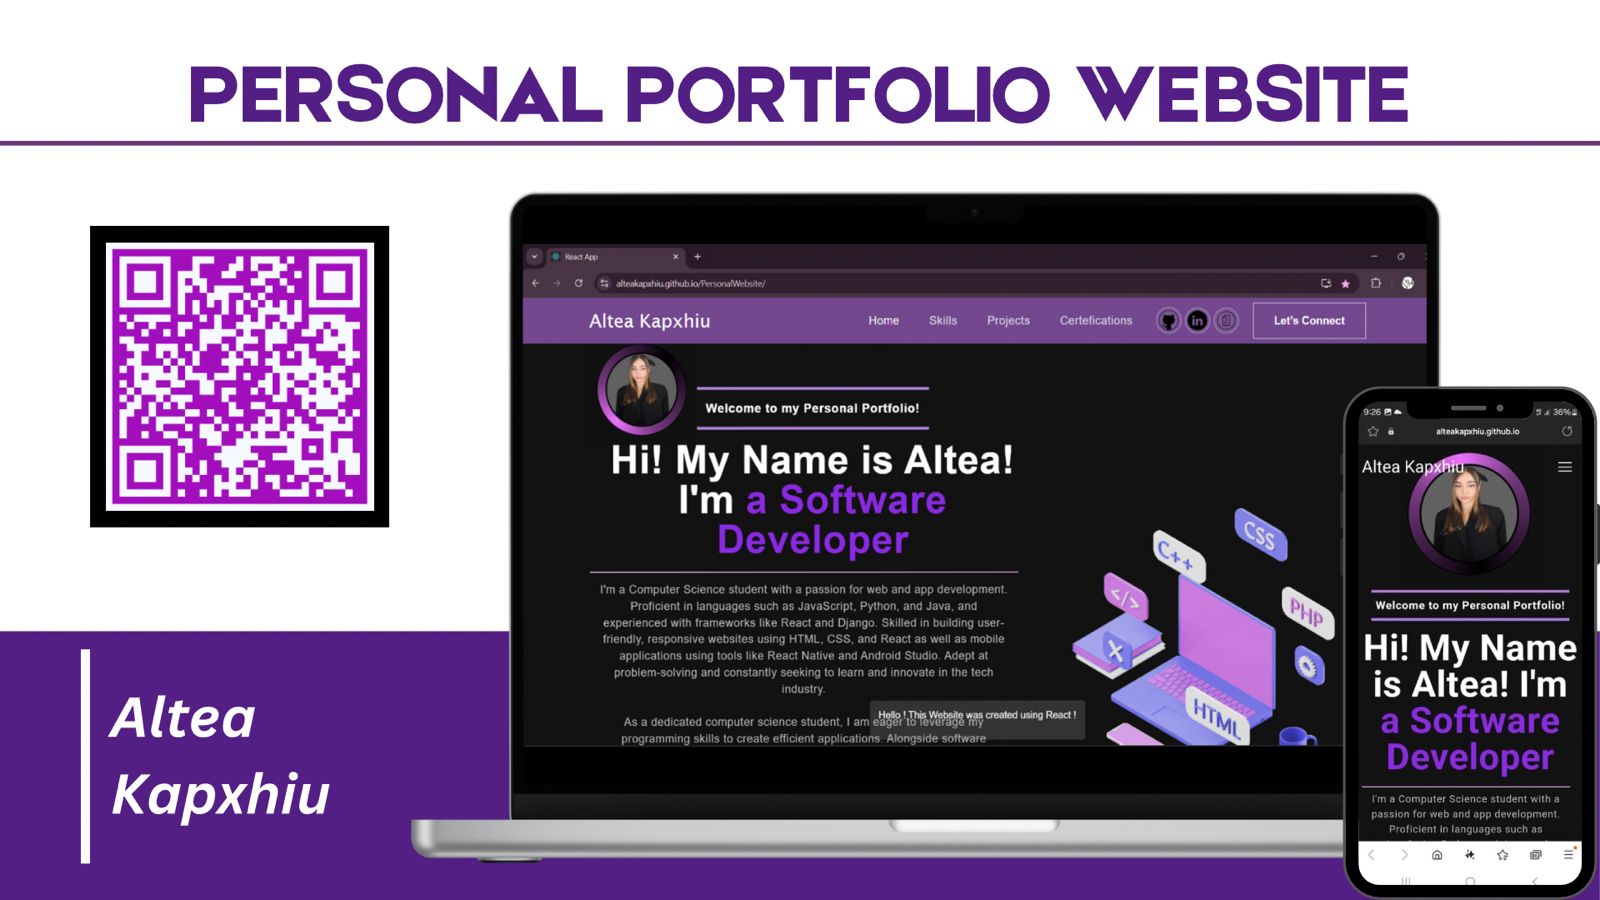 PERSONAL PORTFOLIO WEBSITE
React App
alteakapxhiu.github.io/PersonalWebsite/
Altea Kapxhiu
Home
Skills
Projects
Certefications
in
Let's Connect
Welcome to my Personal Portfolio!
Hi! My Name is Altea!
I'm a Software
Developer
I'm a Computer Science student with a passion for web and app development.
Proficient in languages such as JavaScript, Python, and Java, and
experienced with frameworks like React and Django. Skilled in building user-
friendly, responsive websites using HTML, CSS, and React as well as mobile
applications using tools like React Native and Android Studio. Adept at
problem-solving and constantly seeking to learn and innovate in the tech
industry.
As a dedicated computer science student, I am eager to leverage my
programming skills to create efficient applications. Alongside software
Hello ! This Website was created using React !
CSS
C++
</>
PHP
HTML
9:26
36%
alteakapxhiu.github.io
Altea Kapxhiu
Welcome to my Personal Portfolio!
Hi! My Name
is Altea! I'm
a Software
Developer
I'm a Computer Science student with a
passion for web and app development.
Proficient in languages such as
Altea
Kapxhiu